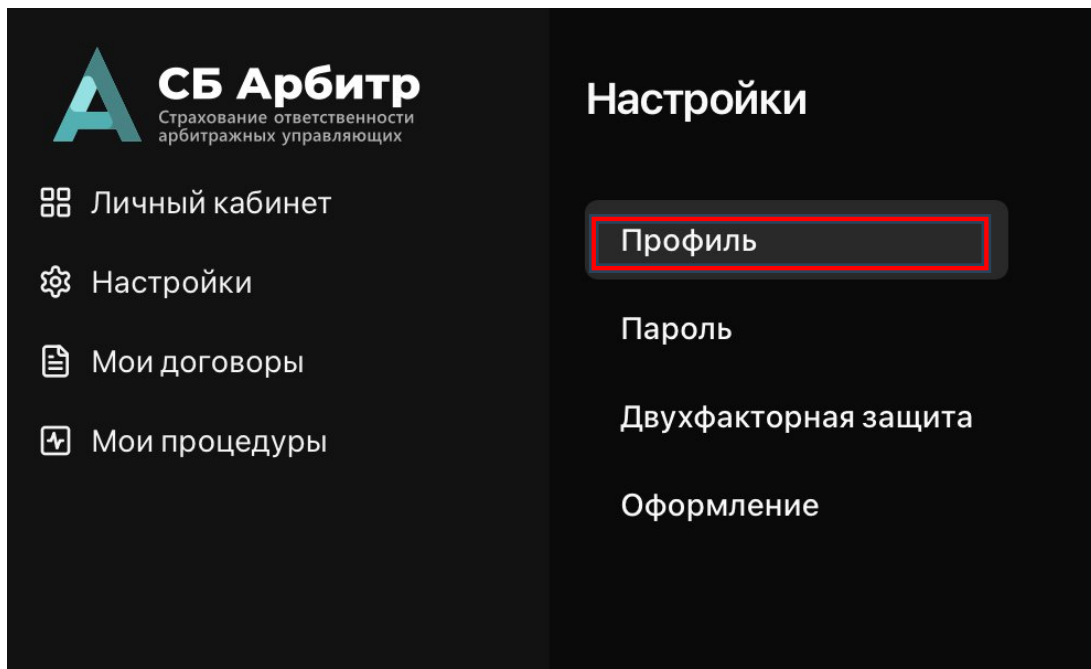 СБ Арбитр
Страхование ответственности
арбитражных управляющих
Личный кабинет
Настройки
Мои договоры
Мои процедуры
Настройки
Профиль
Пароль
Двухфакторная защита
Оформление